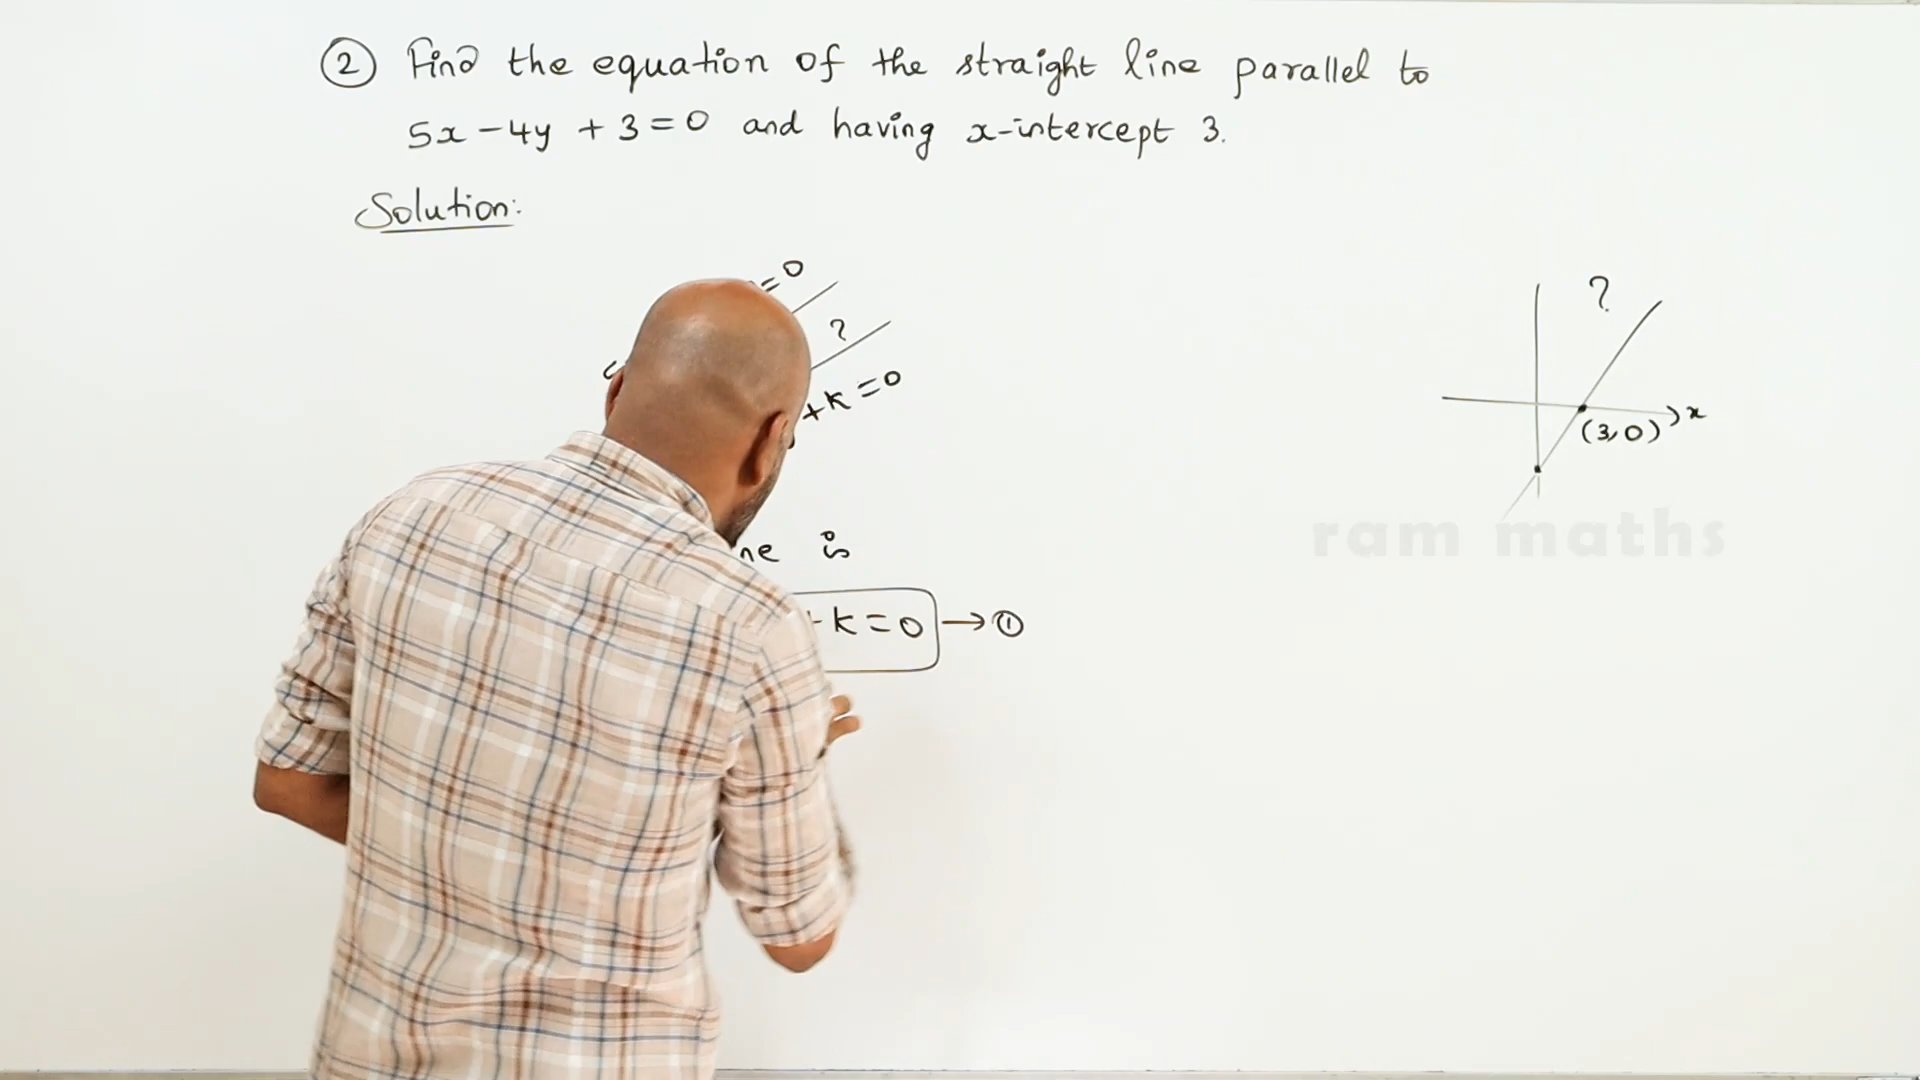 ② Find the equation of the straight line parallel to
5x - 4y + 3 = 0 and having x-intercept 3.
Solution:
= 0
?
+k = 0
?
x
(3, 0)
ram maths
is
k = 0 → ①